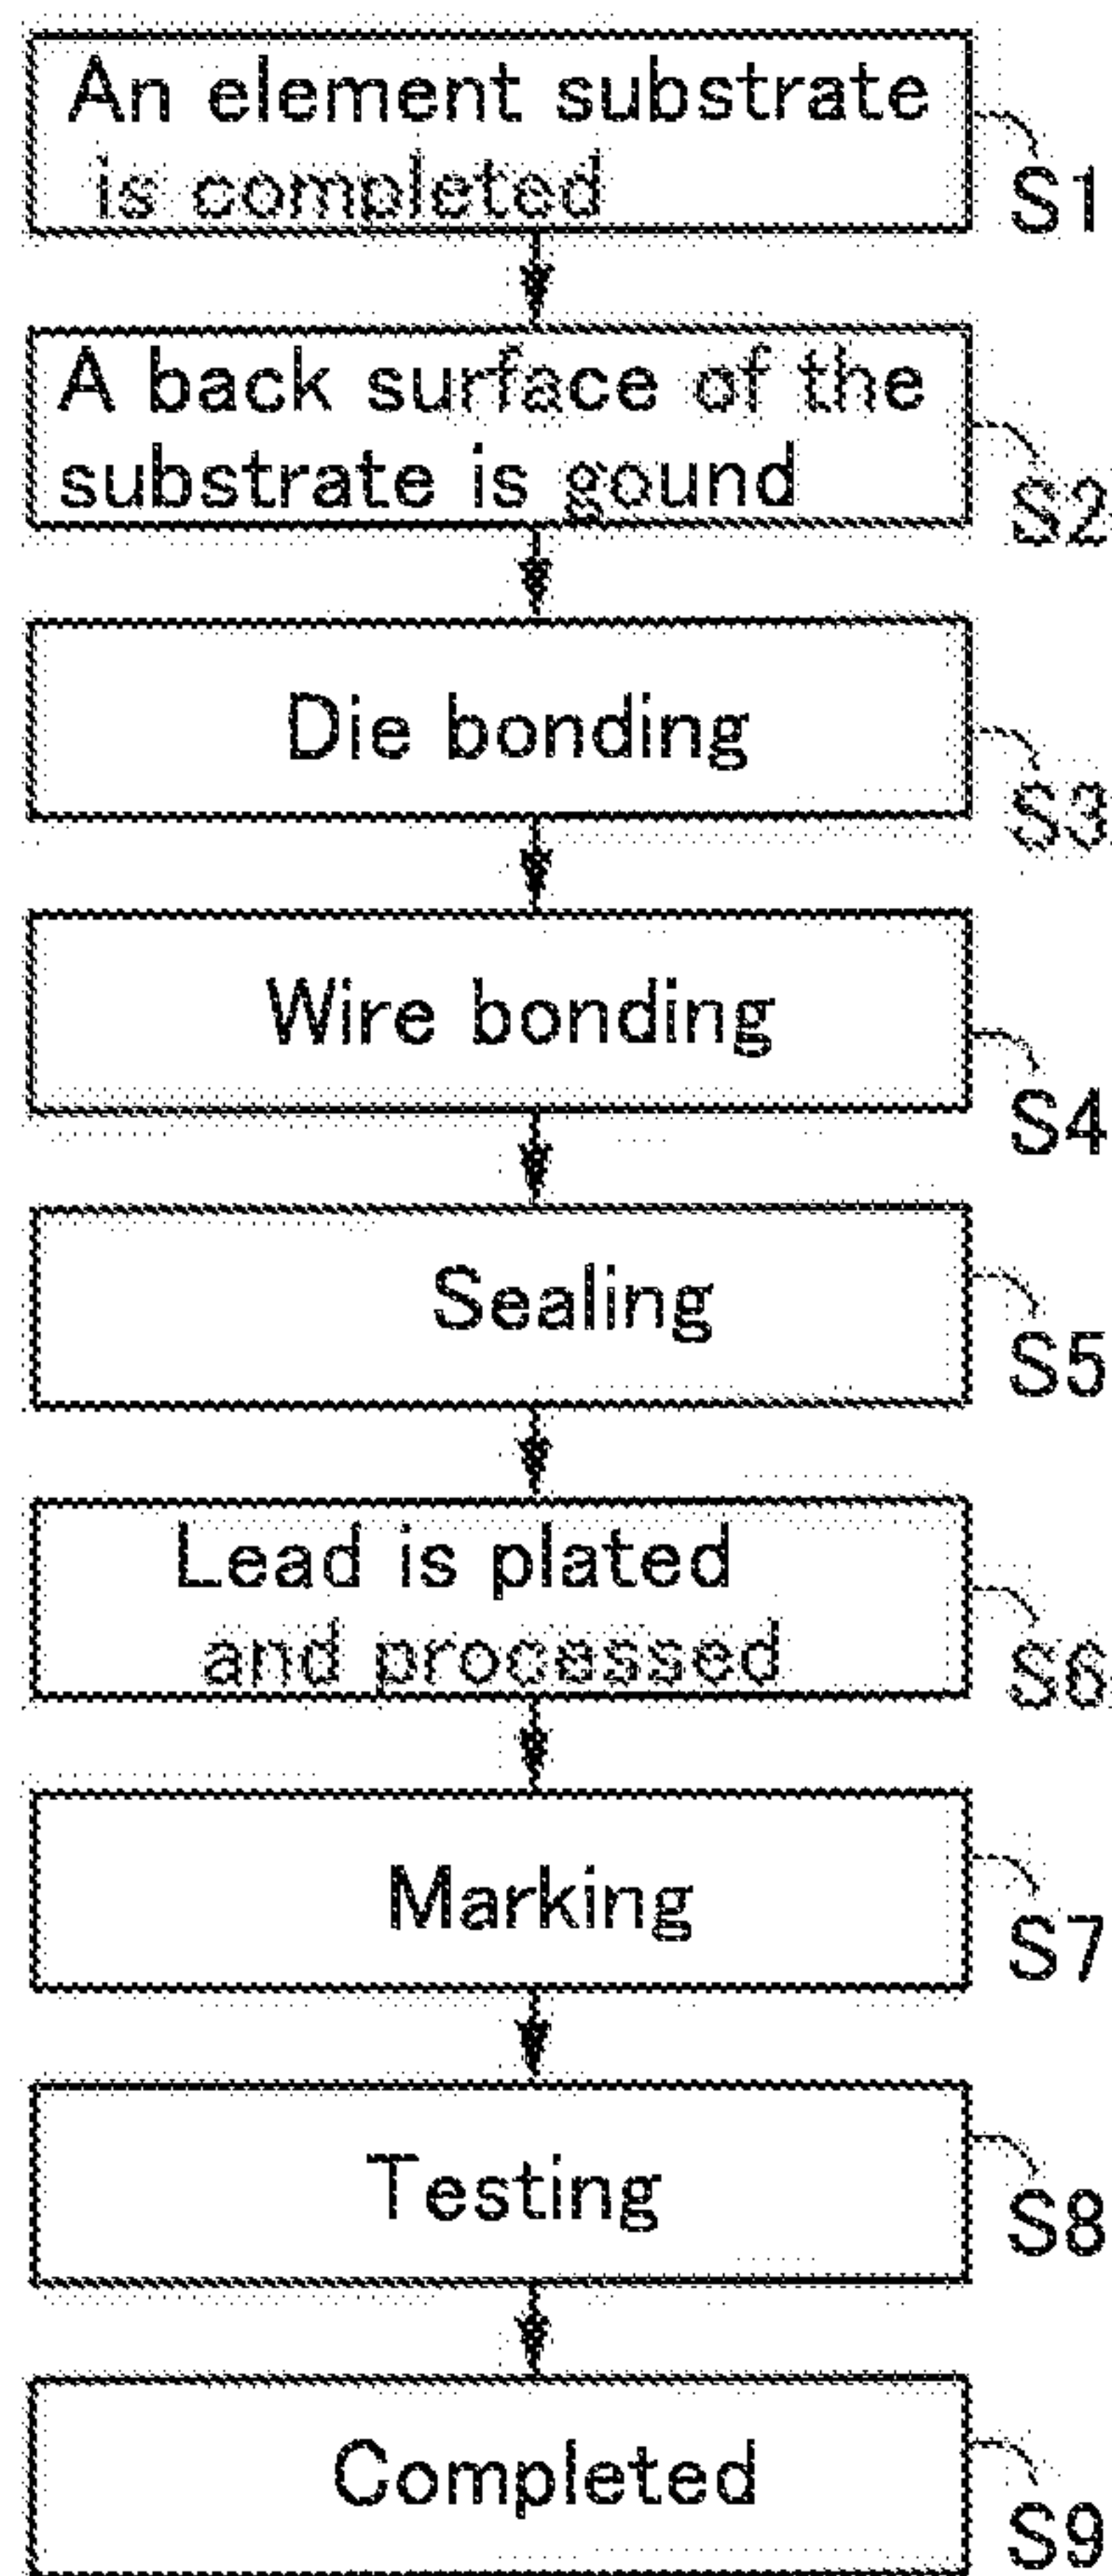 An element substrate
is completed
S1
A back surface of the
substrate is gound
S2
Die bonding
S3
Wire bonding
S4
Sealing
S5
Lead is plated
and processed
S6
Marking
S7
Testing
S8
Completed
S9